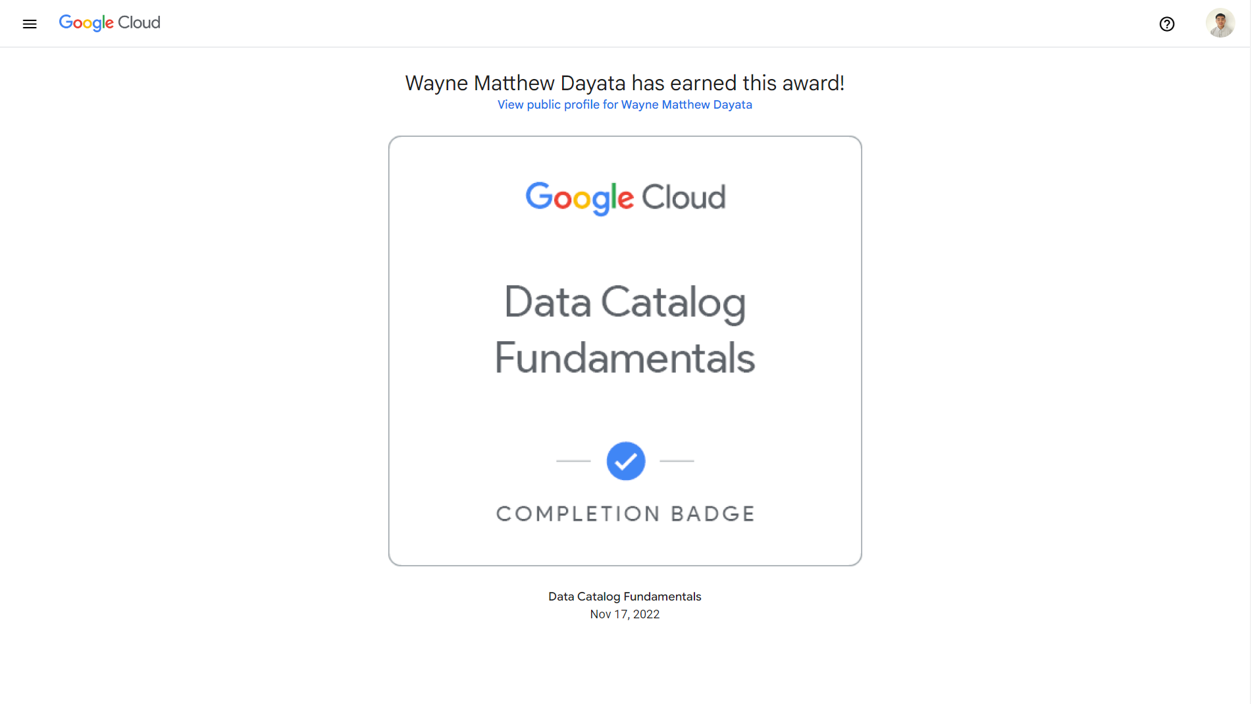 Google Cloud
Wayne Matthew Dayata has earned this award!
View public profile for Wayne Matthew Dayata
Google Cloud
Data Catalog
Fundamentals
COMPLETION BADGE
Data Catalog Fundamentals
Nov 17, 2022